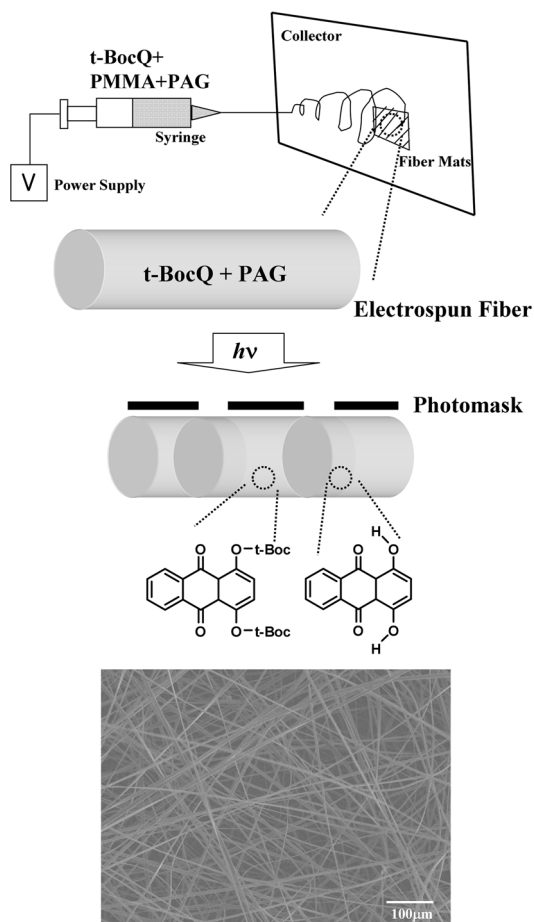 t-BocQ+
PMMA+PAG
Collector
Syringe
Fiber Mats
V
Power Supply
t-BocQ + PAG
Electrospun Fiber
hν
Photomask
O
O t-Boc
O
O t-Boc
H
O
O
O
O
H
100μm